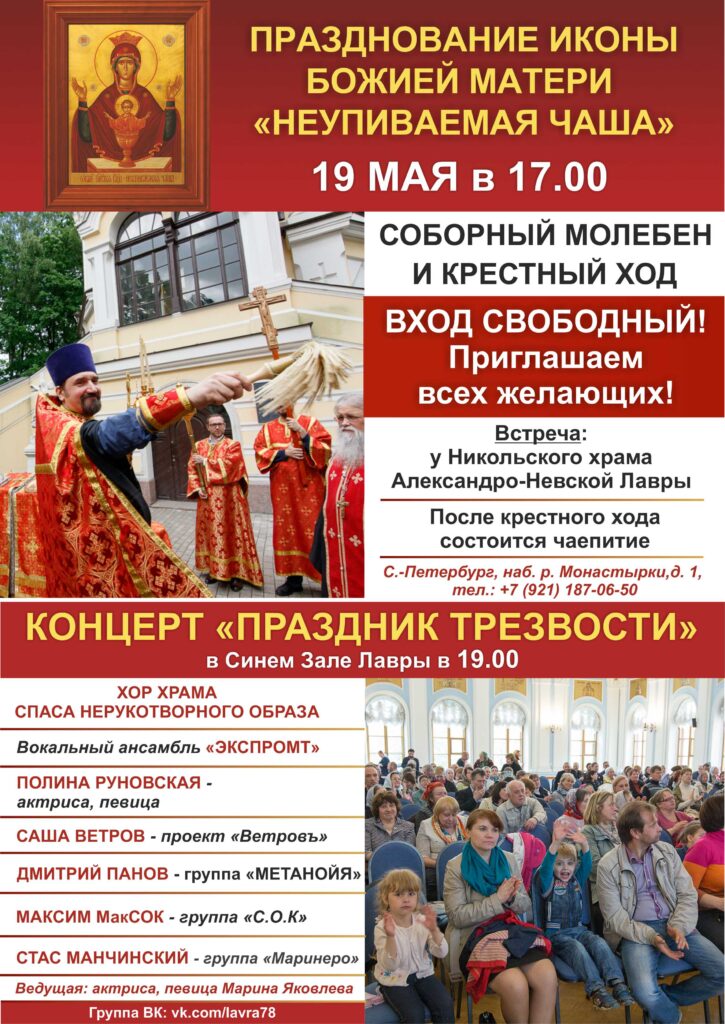 ПРАЗДНОВАНИЕ ИКОНЫ
БОЖИЕЙ МАТЕРИ
«НЕУПИВАЕМАЯ ЧАША»
19 МАЯ в 17.00
СОБОРНЫЙ МОЛЕБЕН
И КРЕСТНЫЙ ХОД
ВХОД СВОБОДНЫЙ!
Приглашаем
всех желающих!
Встреча:
у Никольского храма
Александро-Невской Лавры
После крестного хода
состоится чаепитие
С.-Петербург, наб. р. Монастырки,д. 1,
тел.: +7 (921) 187-06-50
КОНЦЕРТ «ПРАЗДНИК ТРЕЗВОСТИ»
в Синем Зале Лавры в 19.00
ХОР ХРАМА
СПАСА НЕРУКОТВОРНОГО ОБРАЗА
Вокальный ансамбль «ЭКСПРОМТ»
ПОЛИНА РУНОВСКАЯ -
актриса, певица
САША ВЕТРОВ - проект «Ветровъ»
ДМИТРИЙ ПАНОВ - группа «МЕТАНОЙЯ»
МАКСИМ МакСОК - группа «С.О.К»
СТАС МАНЧИНСКИЙ - группа «Маринеро»
Ведущая: актриса, певица Марина Яковлева
Группа ВК: vk.com/lavra78